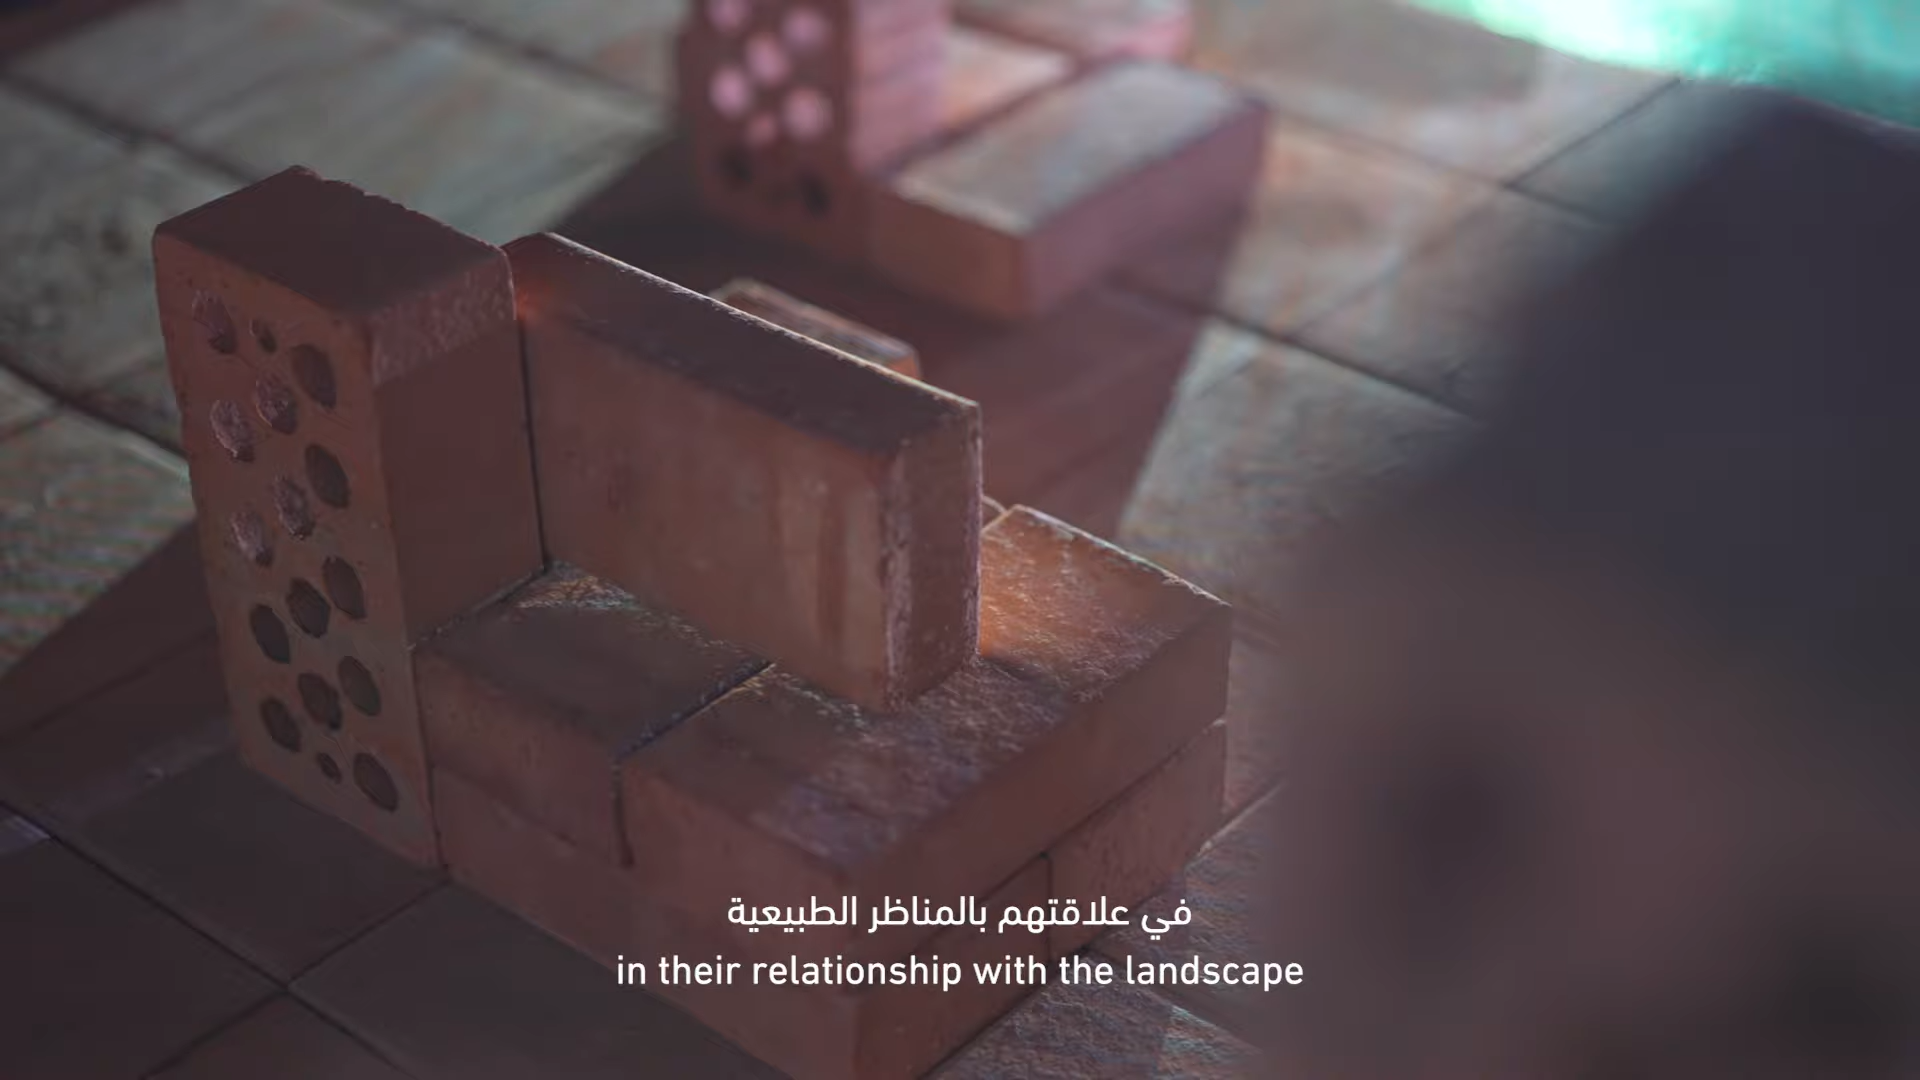 في علاقتهم بالمناظر الطبيعية
in their relationship with the landscape